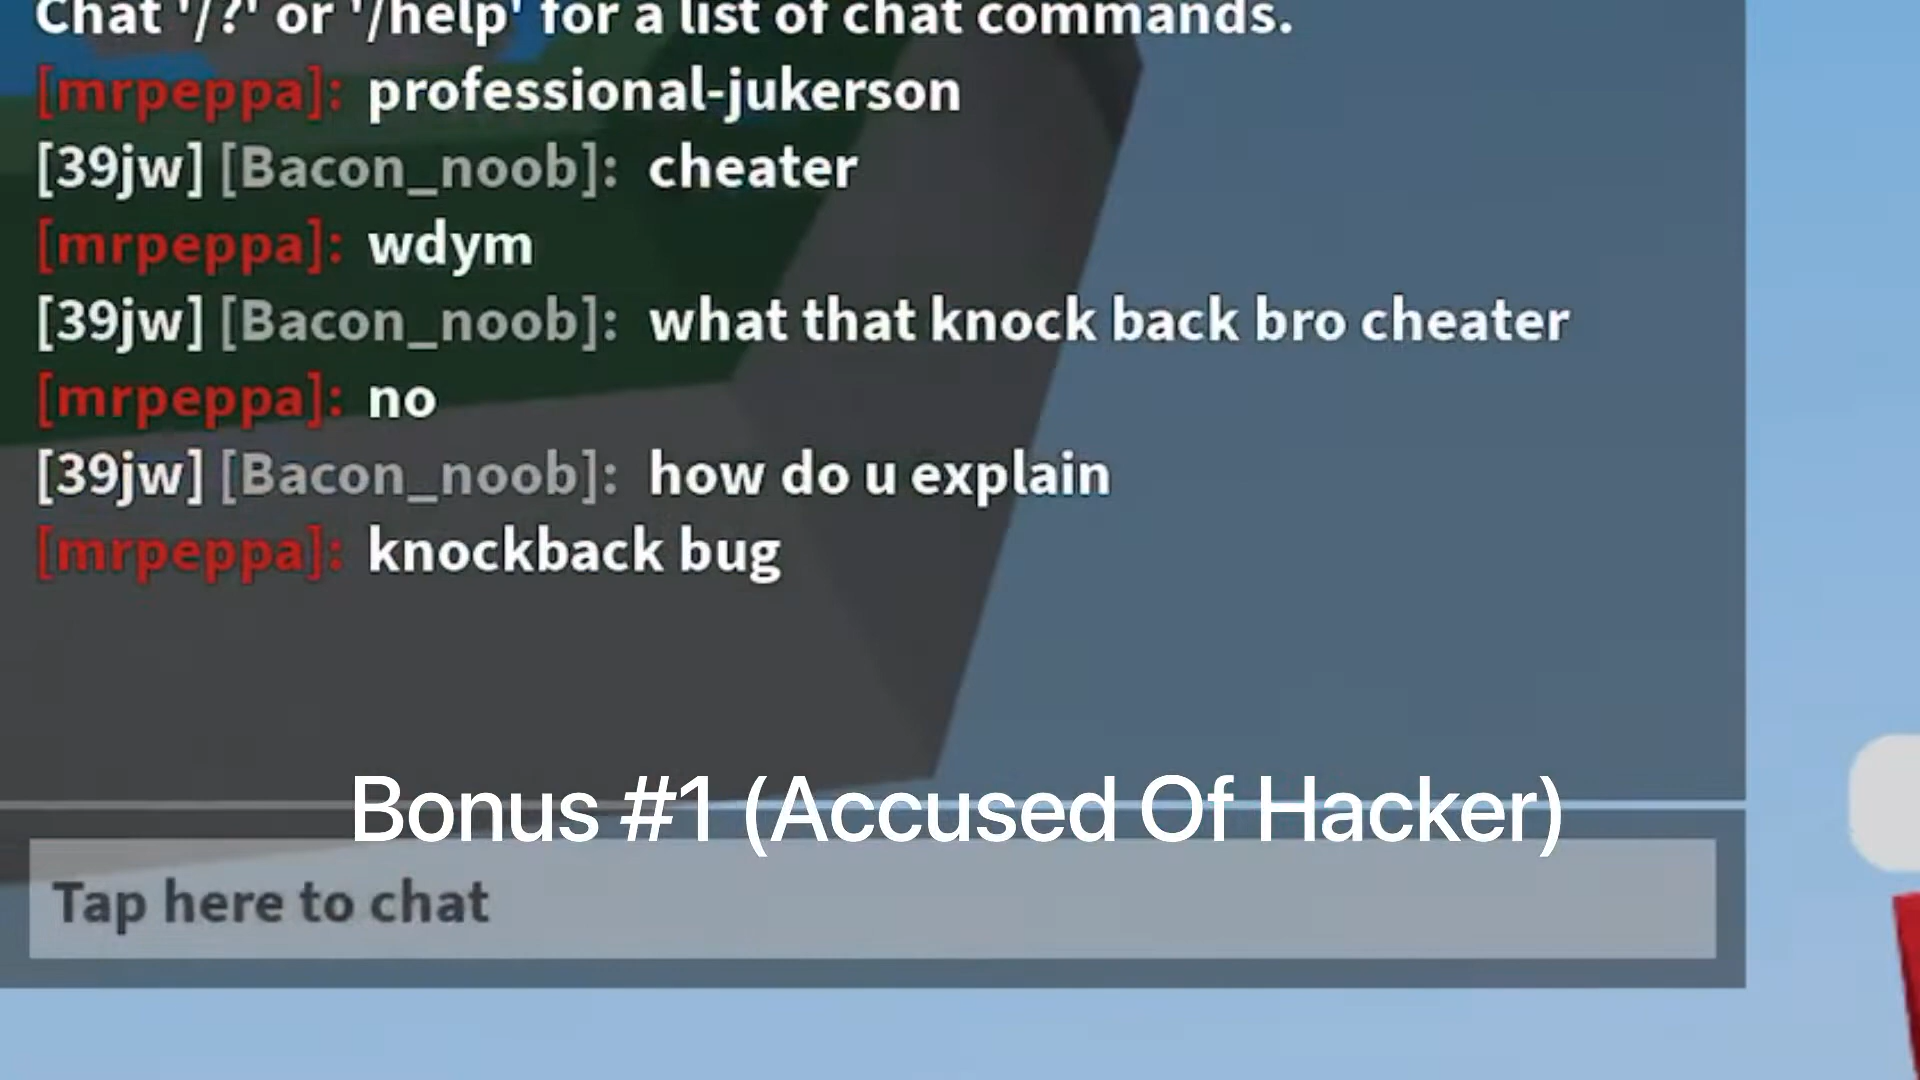 Chat '/?' or '/help' for a list of chat commands.
[mrpeppa]: professional-jukerson
[39jw] [Bacon_noob]: cheater
[mrpeppa]: wdym
[39jw] [Bacon_noob]: what that knock back bro cheater
[mrpeppa]: no
[39jw] [Bacon_noob]: how do u explain
[mrpeppa]: knockback bug
Bonus #1 (Accused Of Hacker)
Tap here to chat